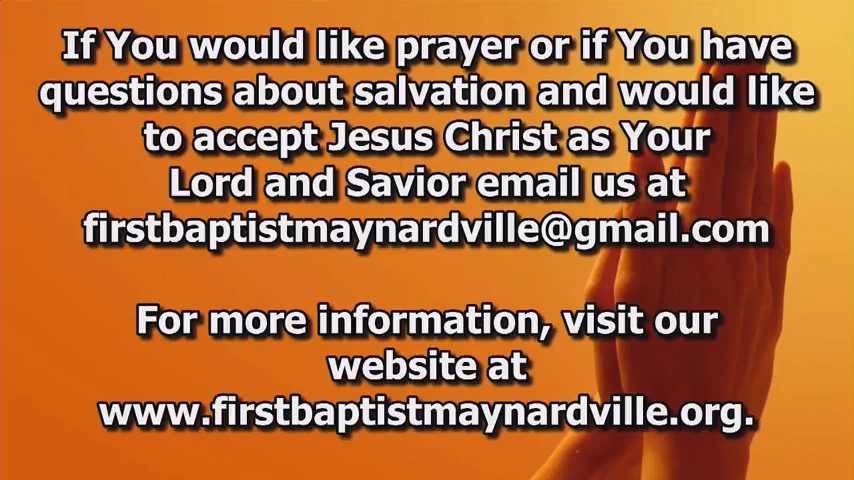 If You would like prayer or if You have
questions about salvation and would like
to accept Jesus Christ as Your
Lord and Savior email us at
firstbaptistmaynardville@gmail.com
For more information, visit our
website at
www.firstbaptistmaynardville.org.